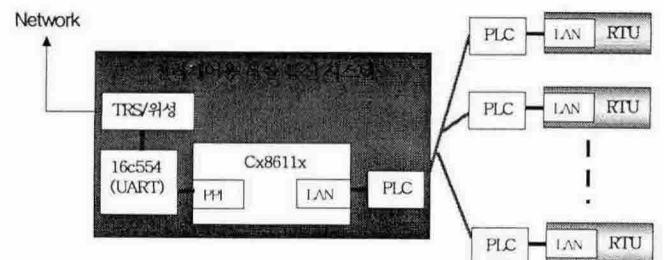 Network
PLC
LAN
RTU
TRS/위성
PLC
LAN
RTU
16c554
(UART)
Cx8611x
PPI
LAN
PLC
PLC
LAN
RTU